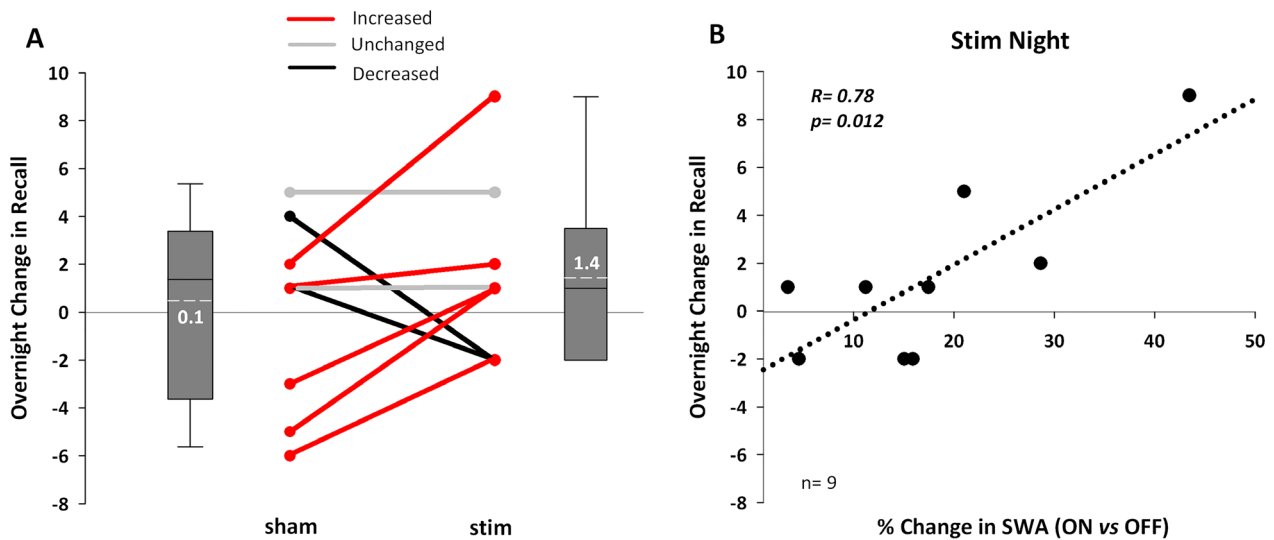 A
Increased
Unchanged
Decreased
Overnight Change in Recall
10
8
6
4
2
0
-2
-4
-6
-8
0.1
1.4
sham
stim
B
Stim Night
R= 0.78
p= 0.012
Overnight Change in Recall
10
8
6
4
2
0
-2
-4
-6
-8
10
20
30
40
50
n= 9
% Change in SWA (ON vs OFF)